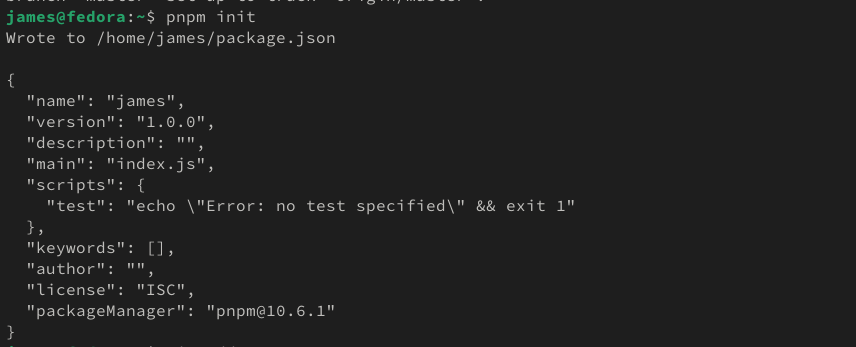 james@fedora:~$ pnpm init
Wrote to /home/james/package.json

{
  "name": "james",
  "version": "1.0.0",
  "description": "",
  "main": "index.js",
  "scripts": {
    "test": "echo \"Error: no test specified\" && exit 1"
  },
  "keywords": [],
  "author": "",
  "license": "ISC",
  "packageManager": "pnpm@10.6.1"
}